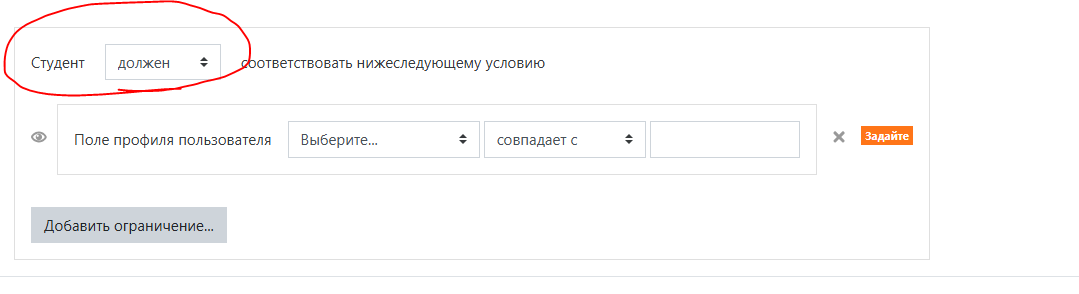 Студент должен соответствовать нижеследующему условию
Поле профиля пользователя Выберите... совпадает с Задайте
Добавить ограничение...